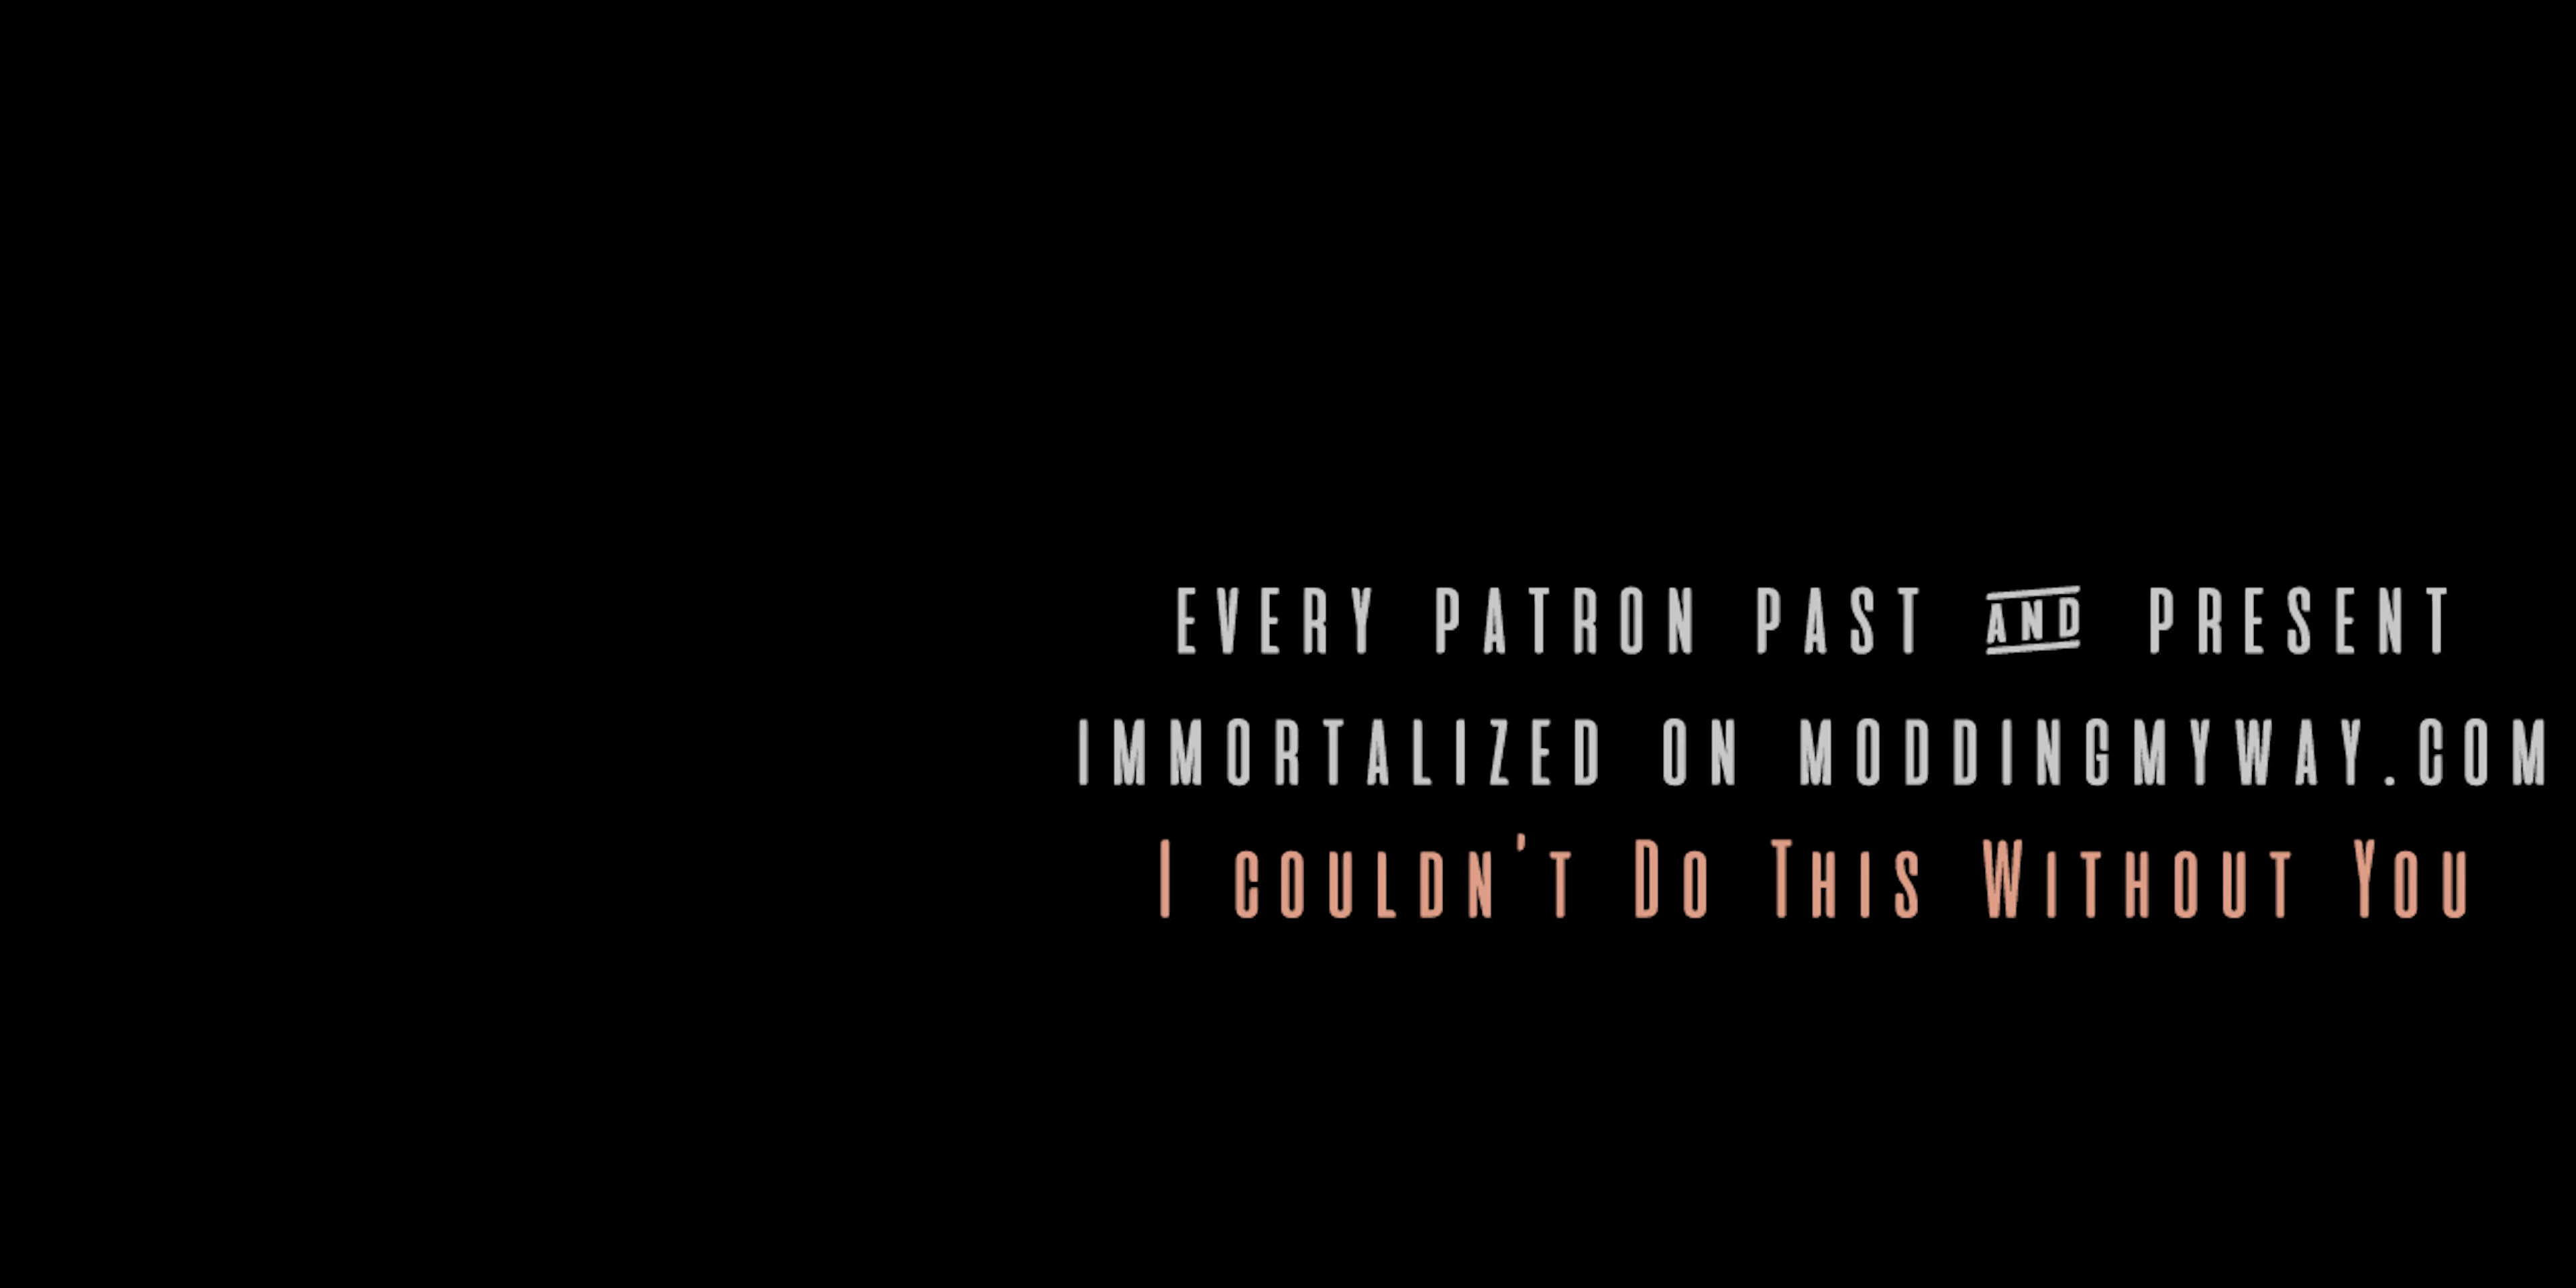 EVERY PATRON PAST AND PRESENT
IMMORTALIZED ON MODDINGMYWAY.COM
I COULDN'T DO THIS WITHOUT YOU